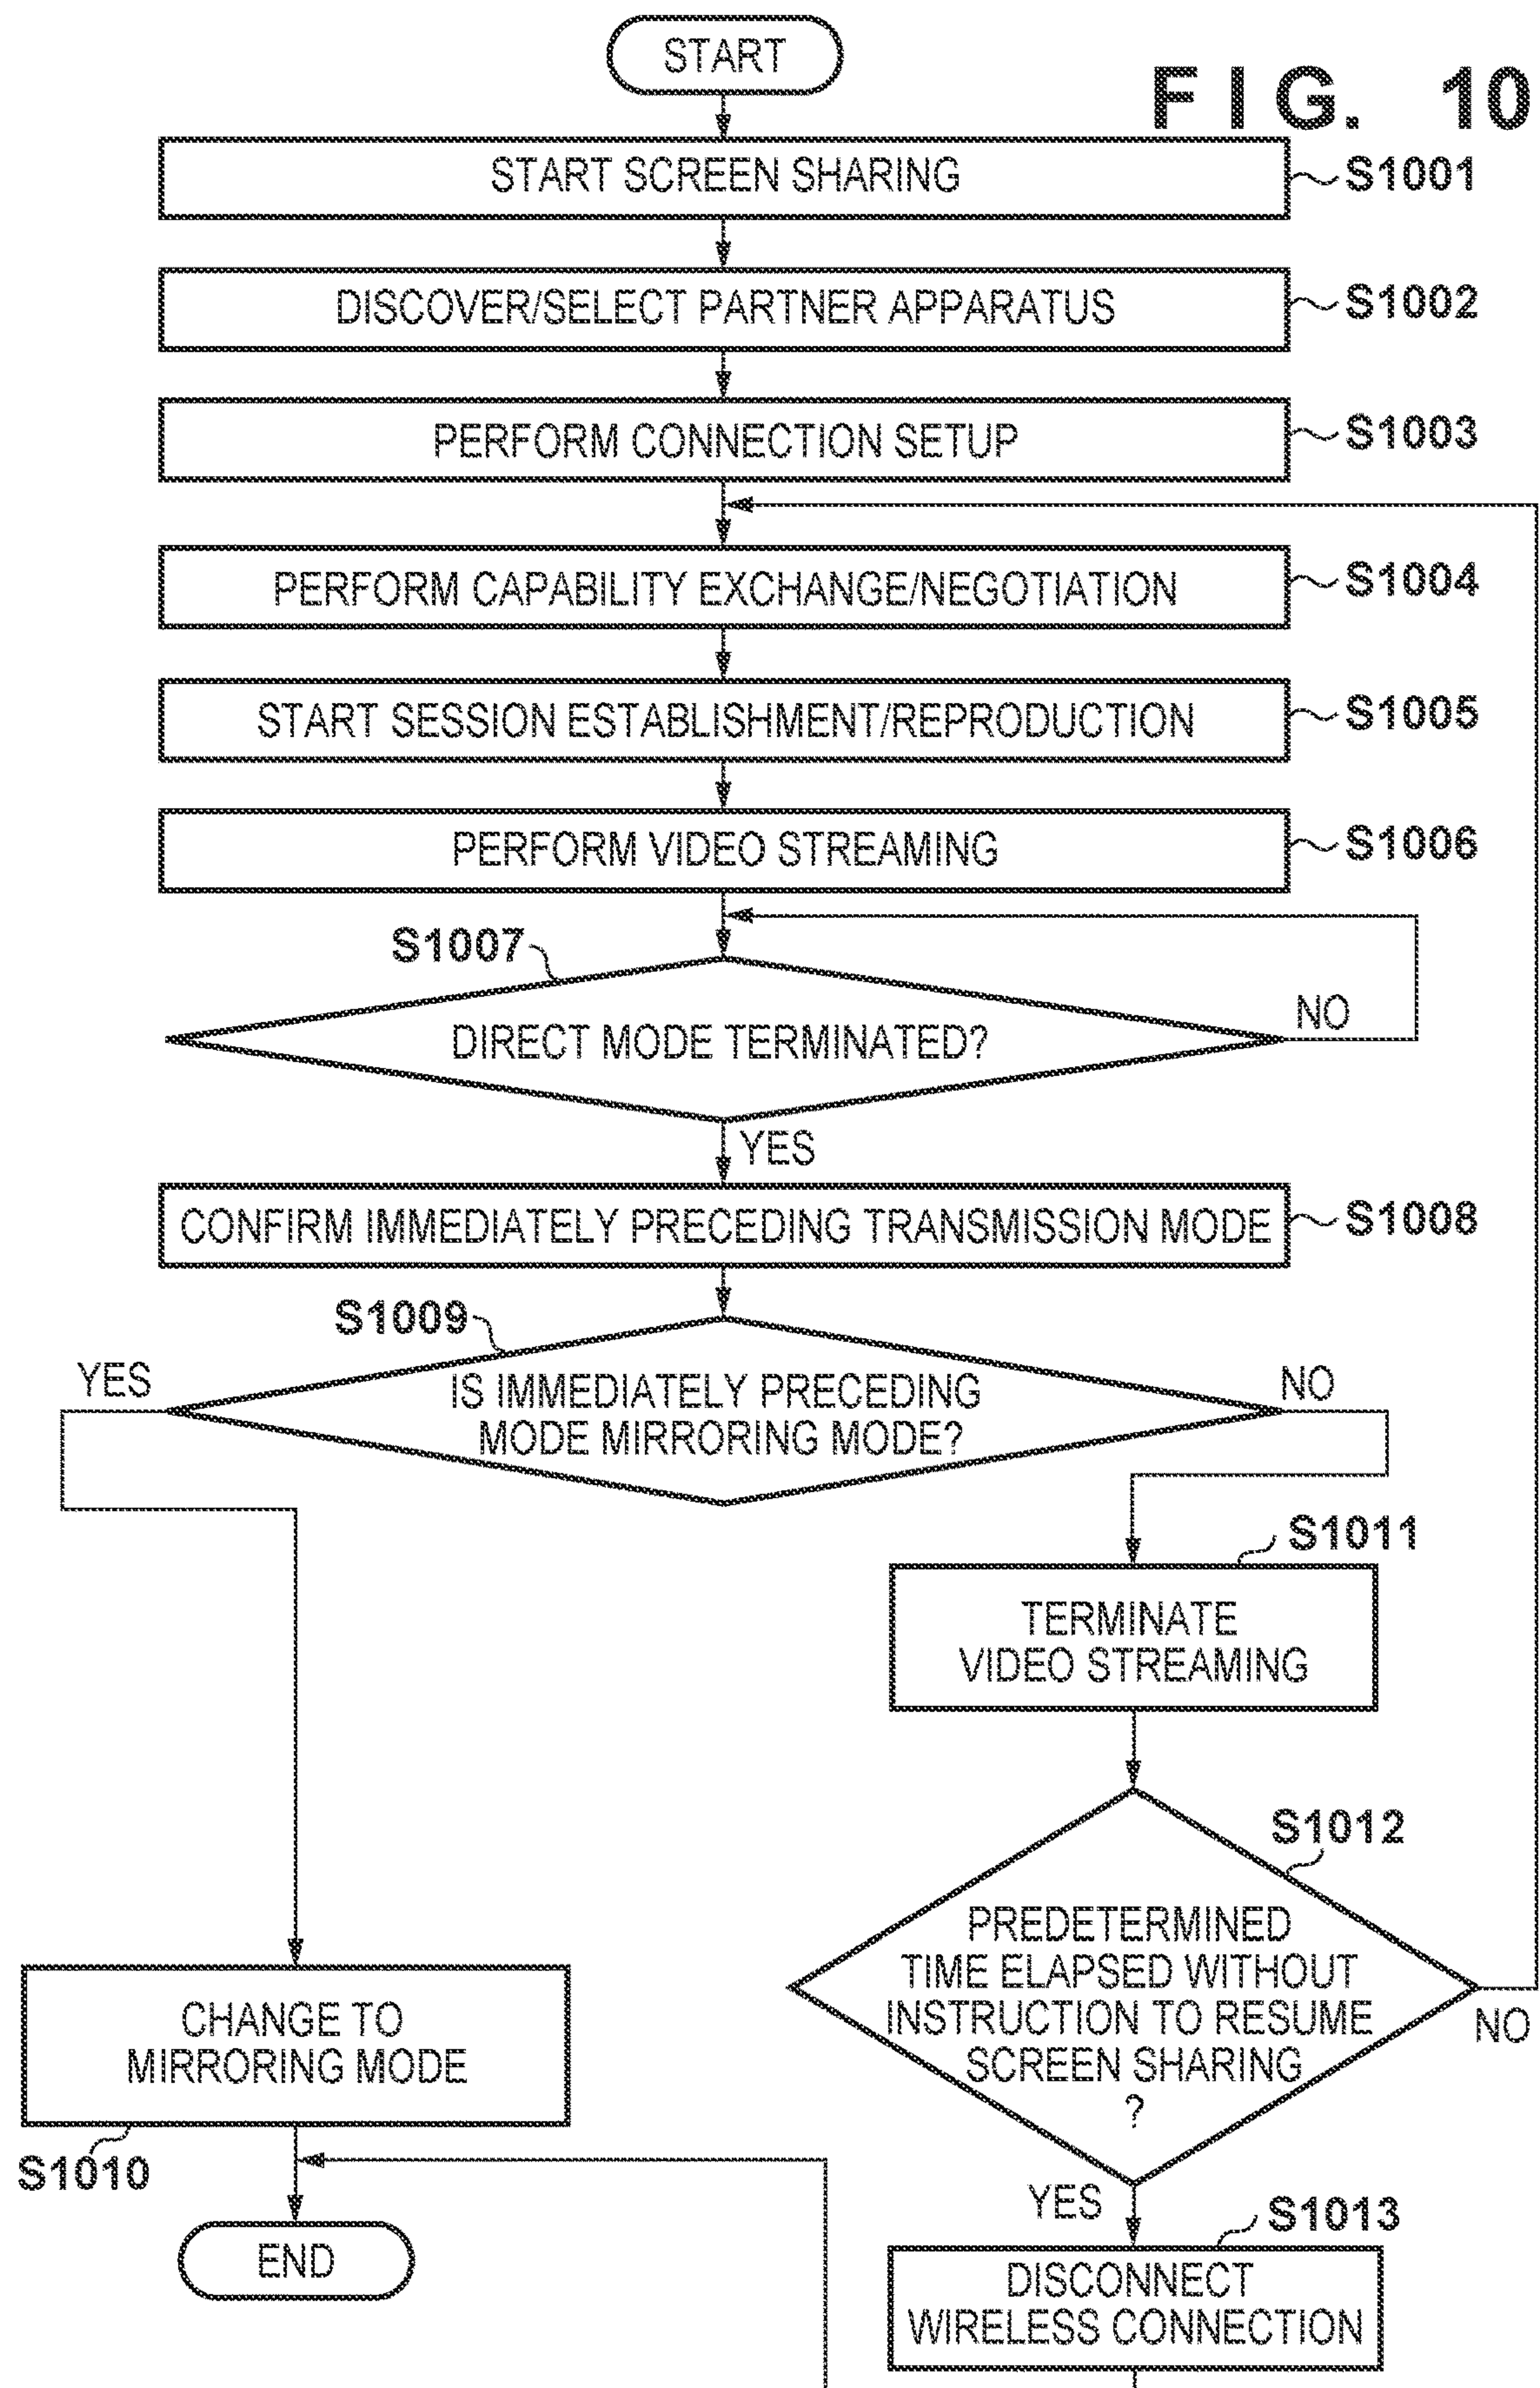 START
FIG. 10
START SCREEN SHARING
S1001
DISCOVER/SELECT PARTNER APPARATUS
S1002
PERFORM CONNECTION SETUP
S1003
PERFORM CAPABILITY EXCHANGE/NEGOTIATION
S1004
START SESSION ESTABLISHMENT/REPRODUCTION
S1005
PERFORM VIDEO STREAMING
S1006
S1007
DIRECT MODE TERMINATED?
NO
YES
CONFIRM IMMEDIATELY PRECEDING TRANSMISSION MODE
S1008
S1009
YES
IS IMMEDIATELY PRECEDING
MODE MIRRORING MODE?
NO
S1011
TERMINATE
VIDEO STREAMING
S1012
PREDETERMINED
TIME ELAPSED WITHOUT
INSTRUCTION TO RESUME
SCREEN SHARING
?
NO
CHANGE TO
MIRRORING MODE
S1010
YES
S1013
END
DISCONNECT
WIRELESS CONNECTION